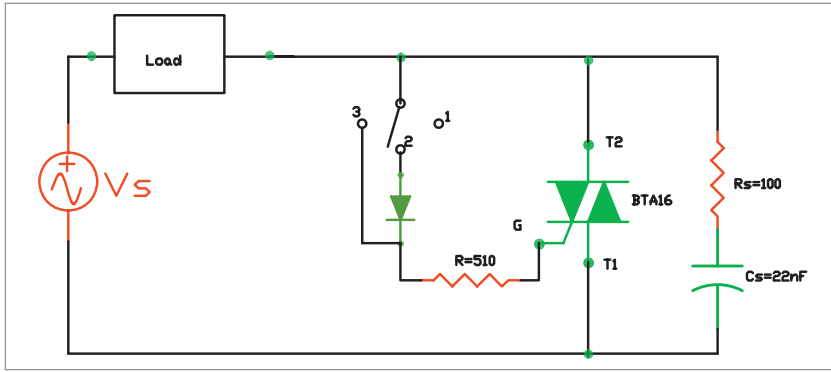 Load
3
1
2
T2
Vs
Rs=100
BTA16
G
R=510
T1
Cs=22nF